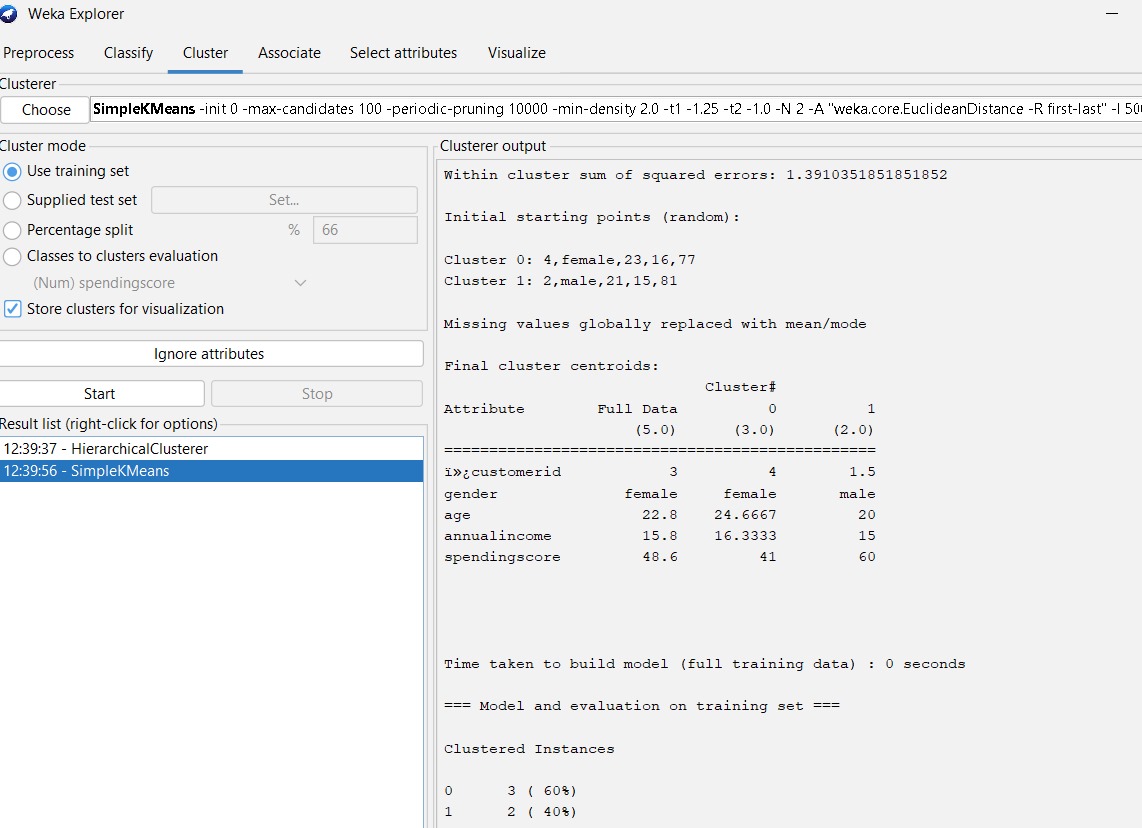 Weka Explorer
Preprocess Classify Cluster Associate Select attributes Visualize
Clusterer
Choose SimpleKMeans -init 0 -max-candidates 100 -periodic-pruning 10000 -min-density 2.0 -t1 -1.25 -t2 -1.0 -N 2 -A "weka.core.EuclideanDistance -R first-last" -I 500
Cluster mode
Use training set
Supplied test set Set...
Percentage split % 66
Classes to clusters evaluation
(Num) spendingscore
Store clusters for visualization
Ignore attributes
Start Stop
Result list (right-click for options)
12:39:37 - HierarchicalClusterer
12:39:56 - SimpleKMeans
Clusterer output
Within cluster sum of squared errors: 1.3910351851851852
Initial starting points (random):
Cluster 0: 4,female,23,16,77
Cluster 1: 2,male,21,15,81
Missing values globally replaced with mean/mode
Final cluster centroids:
Cluster#
Attribute Full Data 0 1
(5.0) (3.0) (2.0)
================================================
ï»¿customerid 3 4 1.5
gender female female male
age 22.8 24.6667 20
annualincome 15.8 16.3333 15
spendingscore 48.6 41 60
Time taken to build model (full training data) : 0 seconds
=== Model and evaluation on training set ===
Clustered Instances
0 3 ( 60%)
1 2 ( 40%)